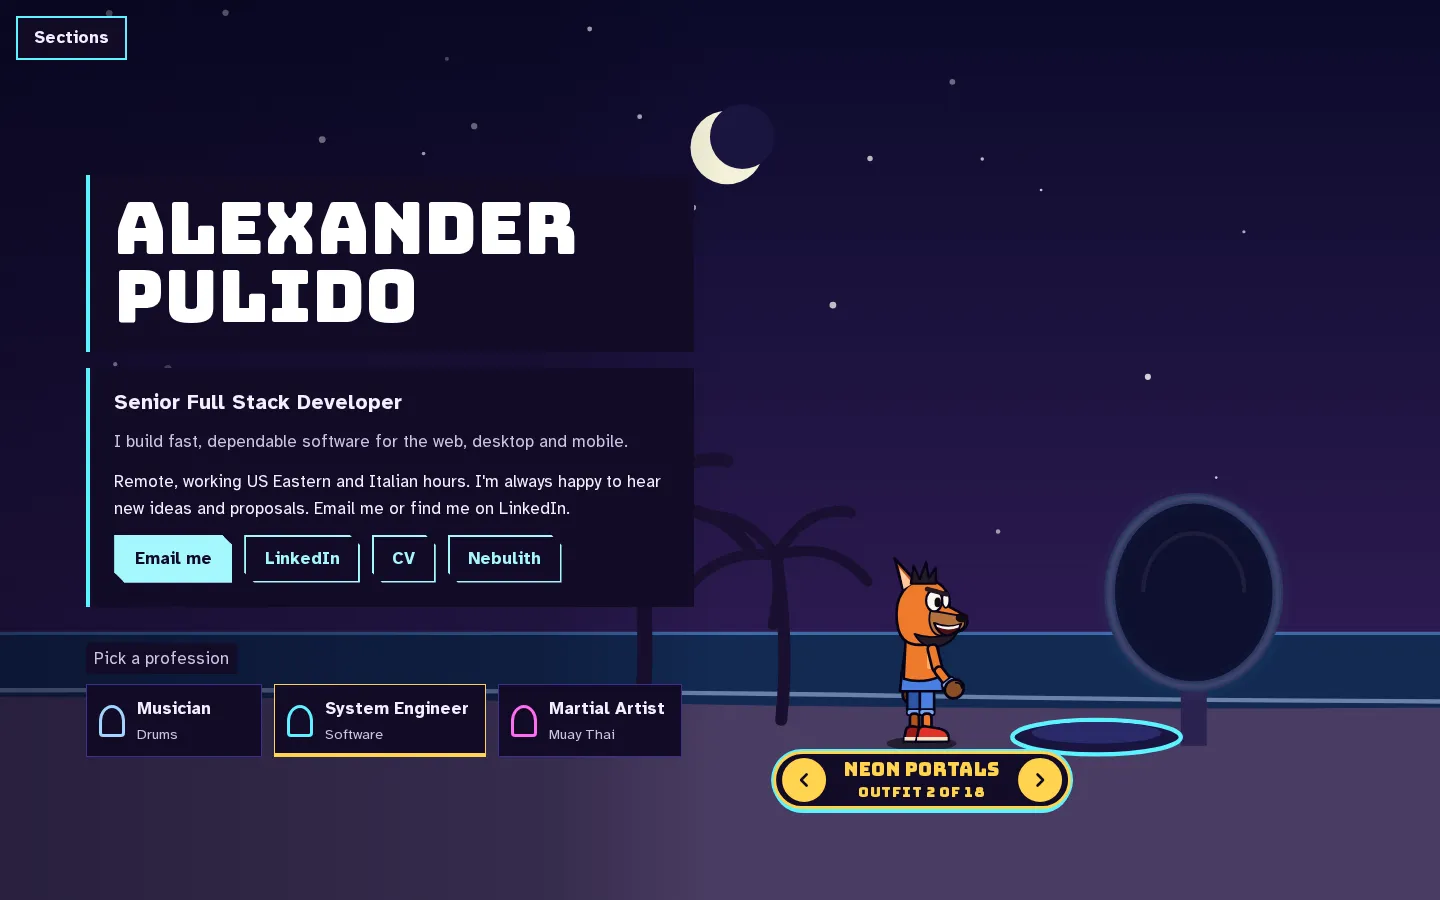 Sections
ALEXANDER
PULIDO
Senior Full Stack Developer
I build fast, dependable software for the web, desktop and mobile.
Remote, working US Eastern and Italian hours. I'm always happy to hear
new ideas and proposals. Email me or find me on LinkedIn.
Email me
LinkedIn
CV
Nebulith
Pick a profession
Musician
Drums
System Engineer
Software
Martial Artist
Muay Thai
NEON PORTALS
OUTFIT 2 OF 18